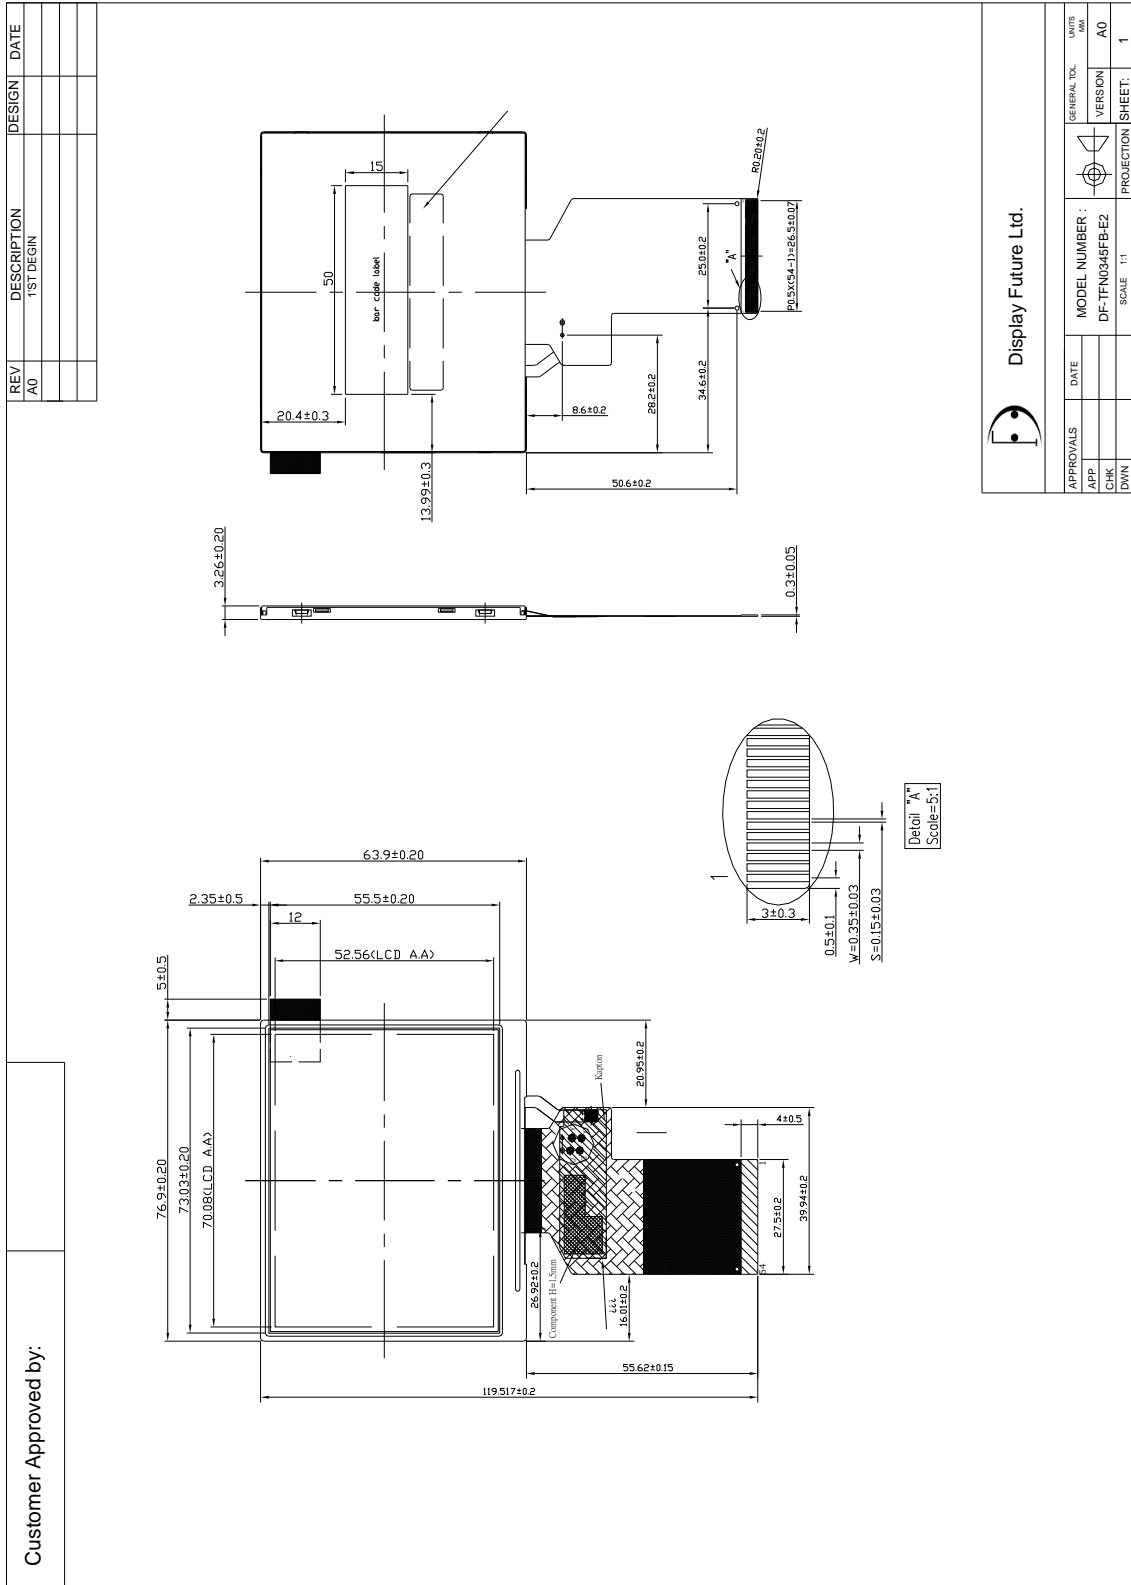 REV DESCRIPTION DESIGN DATE
A0 1'ST DEGIN
15
50
bar code label
20.4±0.3
13.99±0.3
8.6±0.2
28.2±0.2
34.6±0.2
25.0±0.2
"A"
P0.5X(54-1)=26.5±0.07
R0.20±0.2
50.6±0.2
3.26±0.20
0.3±0.05
63.9±0.20
2.35±0.5
55.5±0.20
12
52.56(LCD A.A)
5±0.5
76.9±0.20
73.03±0.20
70.08(LCD A.A)
20.95±0.2
Kapton
4±0.5
1
54
27.5±0.2
39.94±0.2
26.92±0.2
Component H=1.5mm
¿¿¿
16.01±0.2
55.62±0.15
119.517±0.2
1
3±0.3
0.5±0.1
W=0.35±0.03
S=0.15±0.03
Detail "A"
Scale=5:1
Display Future Ltd.
APPROVALS DATE
APP
CHK
DWN
MODEL NUMBER :
DF-TFN0345FB-E2
SCALE 1:1
PROJECTION
GENERAL TOL.
UNITS
MM
VERSION A0
SHEET: 1
Customer Approved by: